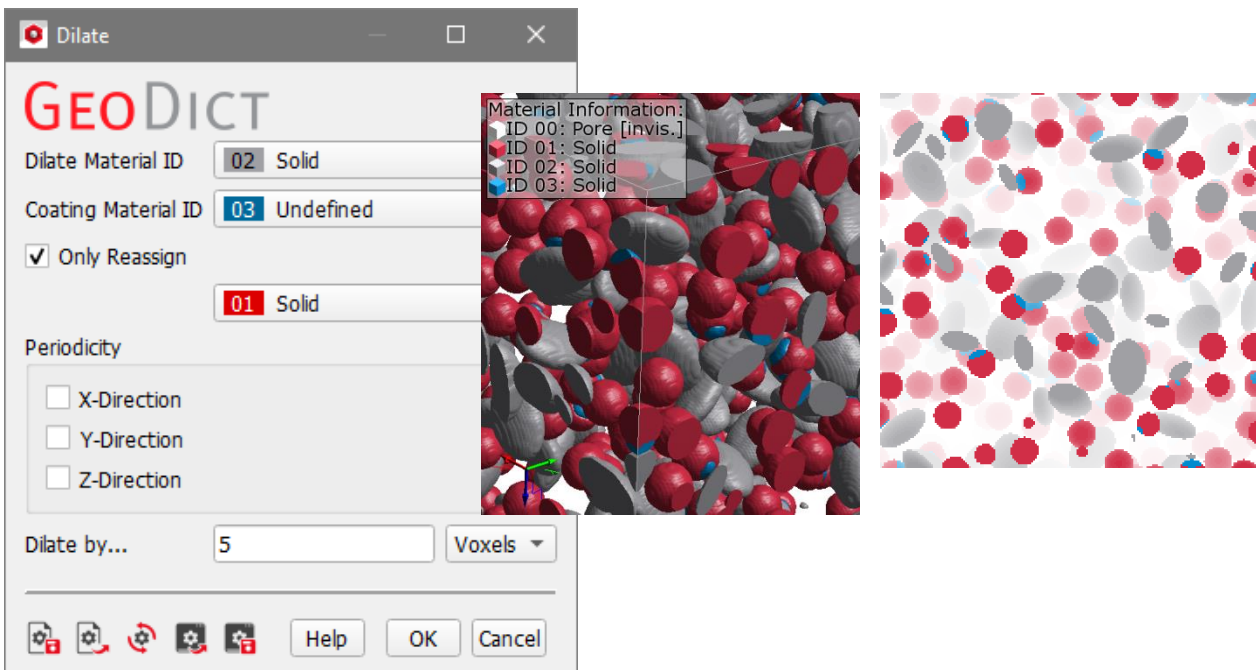 Dilate
GEODICT
Dilate Material ID 02 Solid
Coating Material ID 03 Undefined
Only Reassign
01 Solid
Periodicity
X-Direction
Y-Direction
Z-Direction
Dilate by... 5 Voxels
Help OK Cancel
Material Information:
ID 00: Pore [invis.]
ID 01: Solid
ID 02: Solid
ID 03: Solid